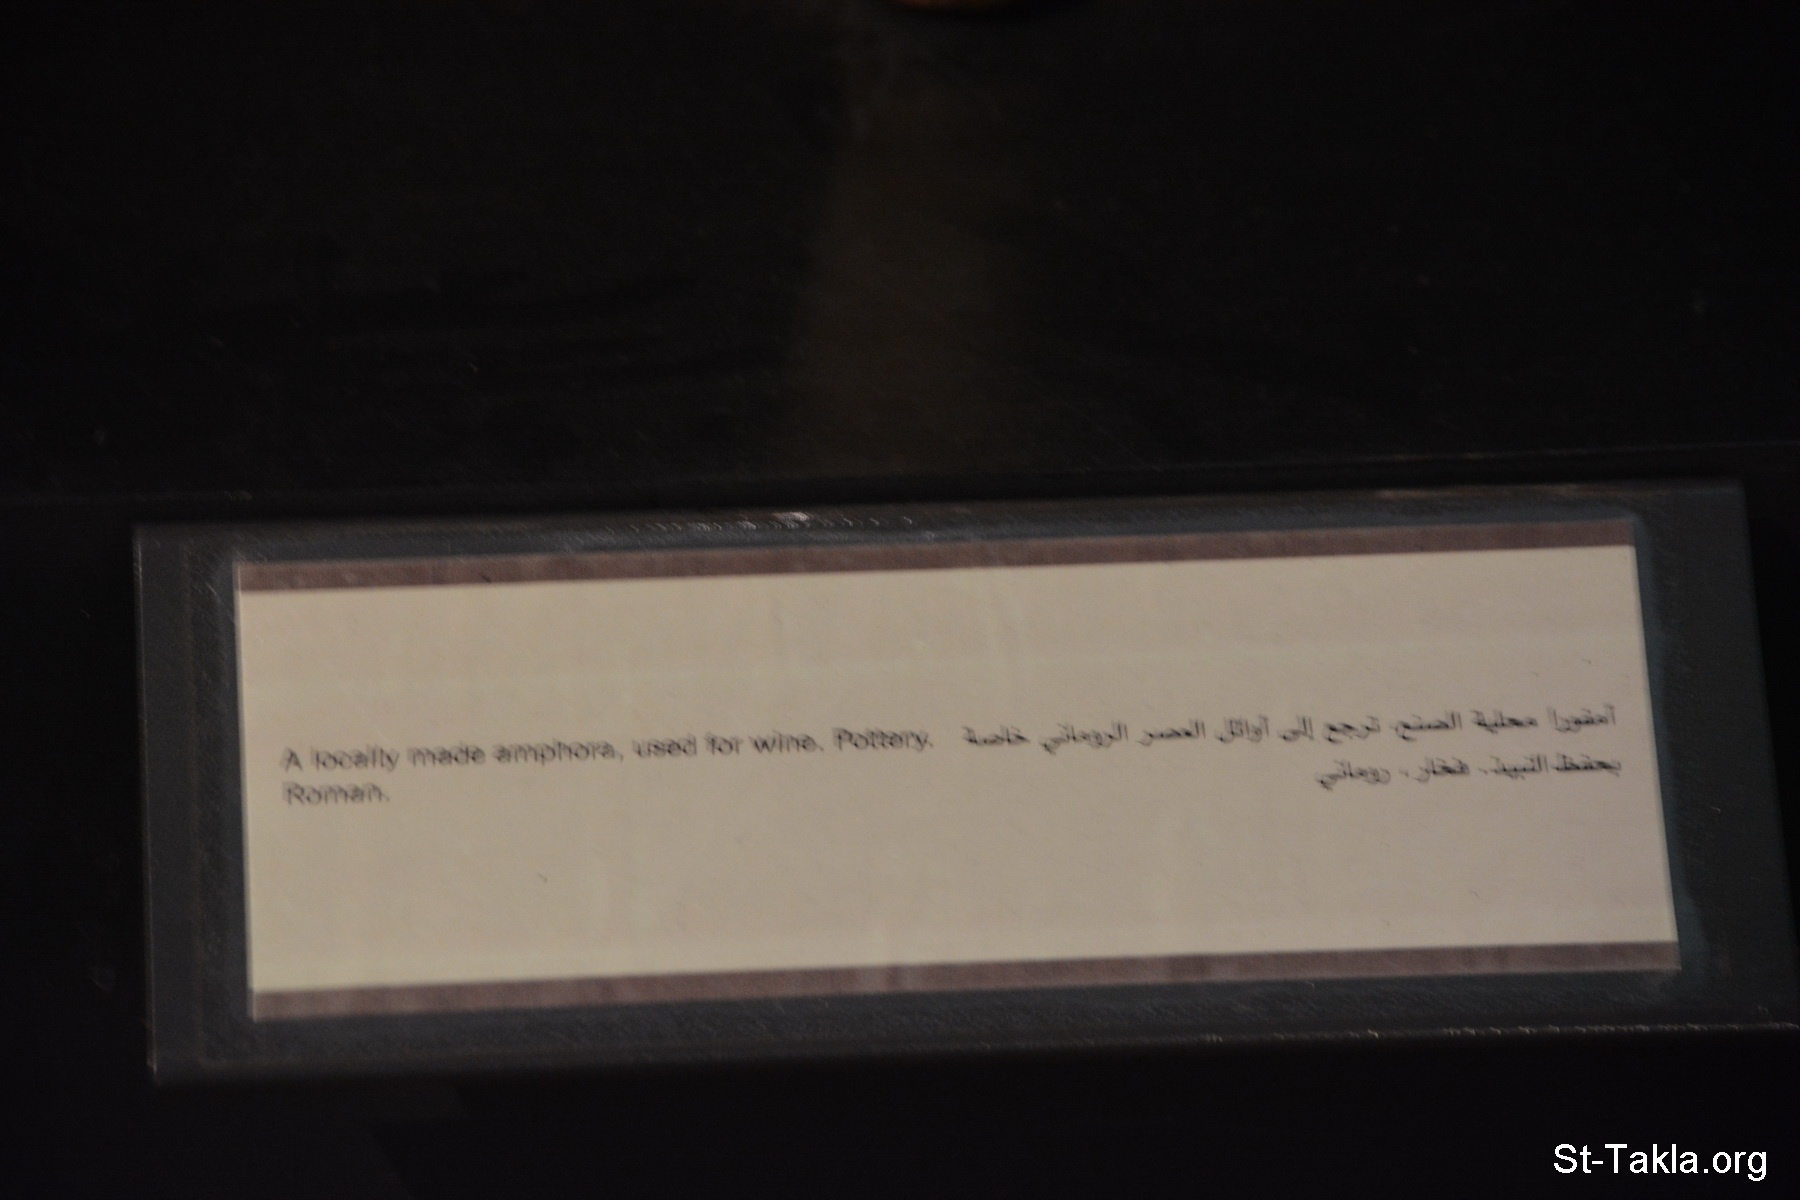 A locally made amphora, used for wine. Pottery.
Roman.
أمفورا محلية الصنع، ترجع إلى أوائل العصر الروماني خاصة
بحفظ النبيذ، فخار، روماني
St-Takla.org